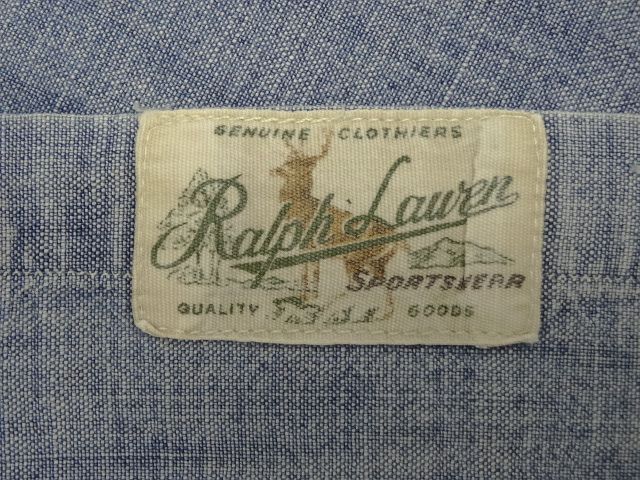 GENUINE CLOTHIERS
Ralph Lauren
SPORTSWEAR
QUALITY GOODS